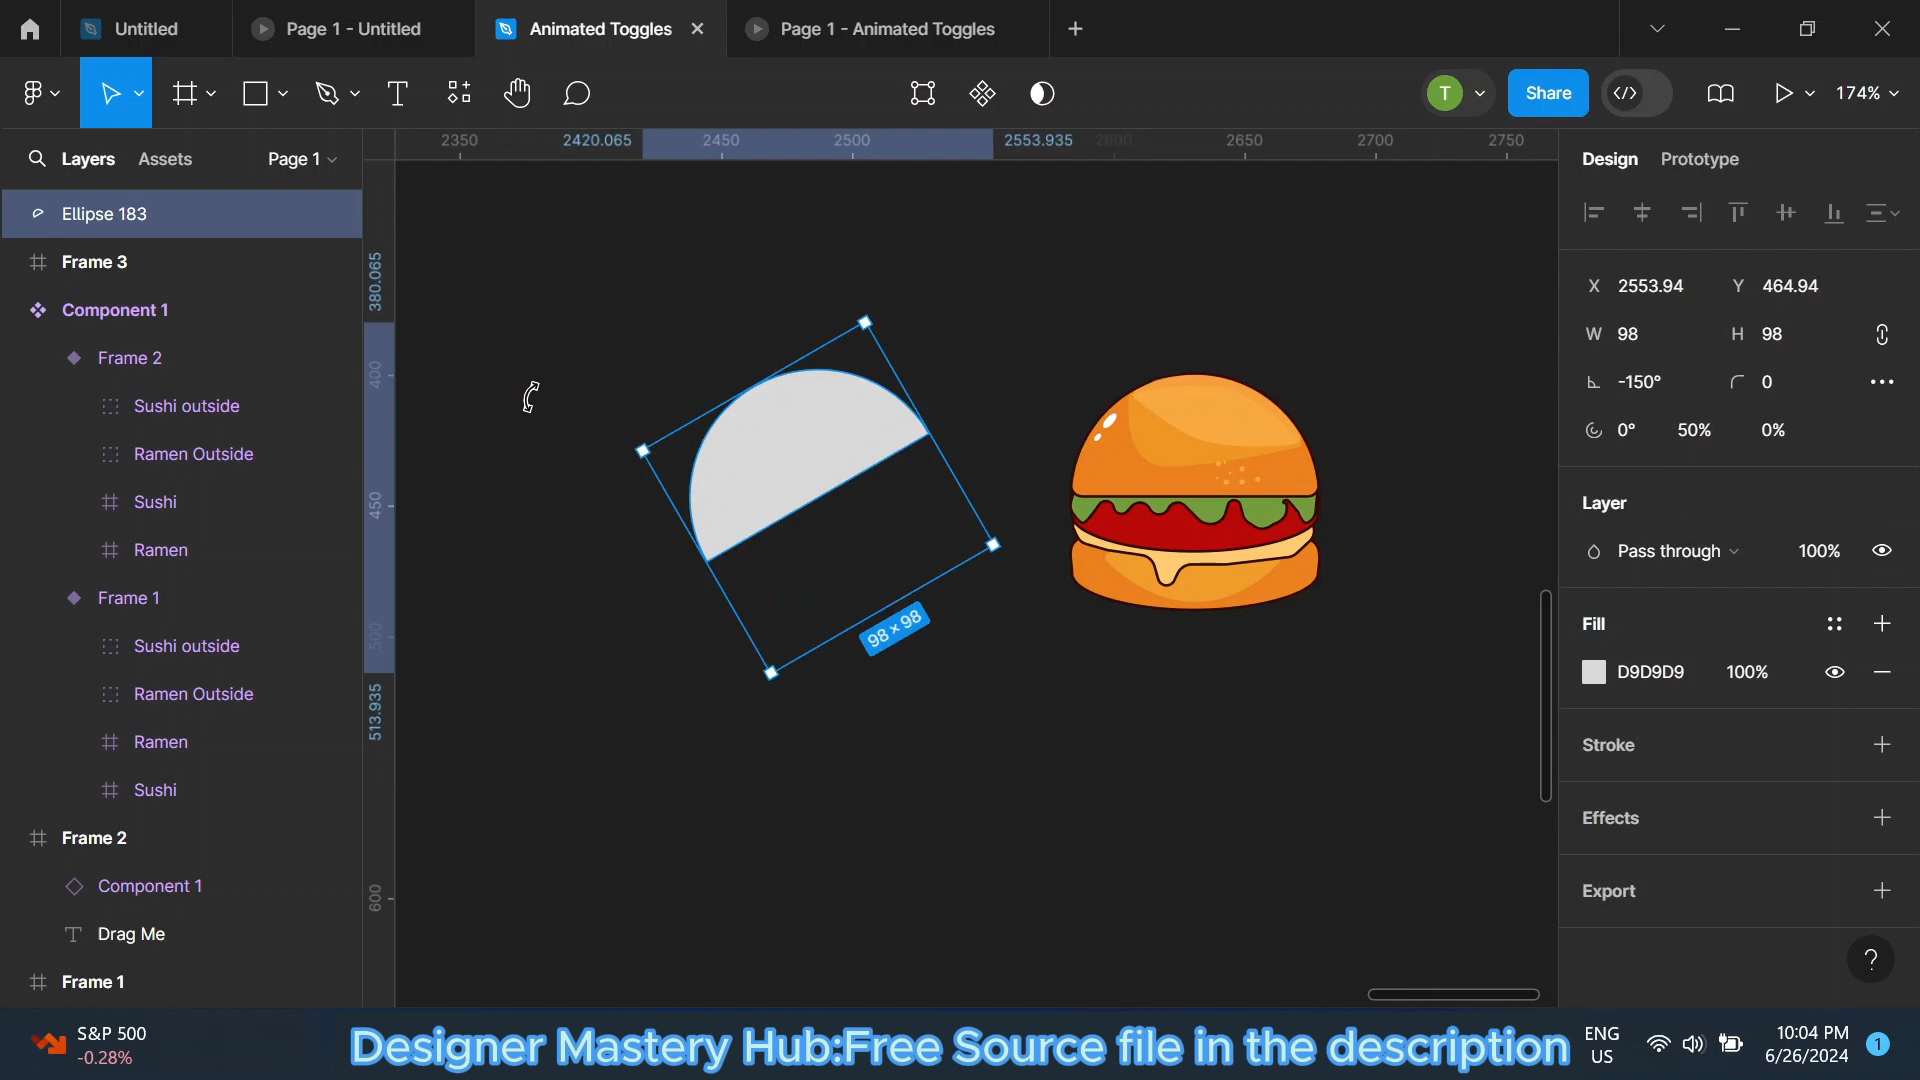 Untitled
Page 1 - Untitled
Animated Toggles
Page 1 - Animated Toggles
T
Share
174%
Layers
Assets
Page 1
2350
2420.065
2450
2500
2553.935
2600
2650
2700
2750
Design
Prototype
Ellipse 183
Frame 3
Component 1
Frame 2
Sushi outside
Ramen Outside
Sushi
Ramen
Frame 1
Sushi outside
Ramen Outside
Ramen
Sushi
Frame 2
Component 1
Drag Me
Frame 1
380.065
400
450
500
513.935
600
98 × 98
X 2553.94 Y 464.94
W 98 H 98
-150° 0
0° 50% 0%
Layer
Pass through 100%
Fill
D9D9D9 100%
Stroke
Effects
Export
?
S&P 500
-0.28%
Designer Mastery Hub:Free Source file in the description
ENG
US
10:04 PM
6/26/2024
1